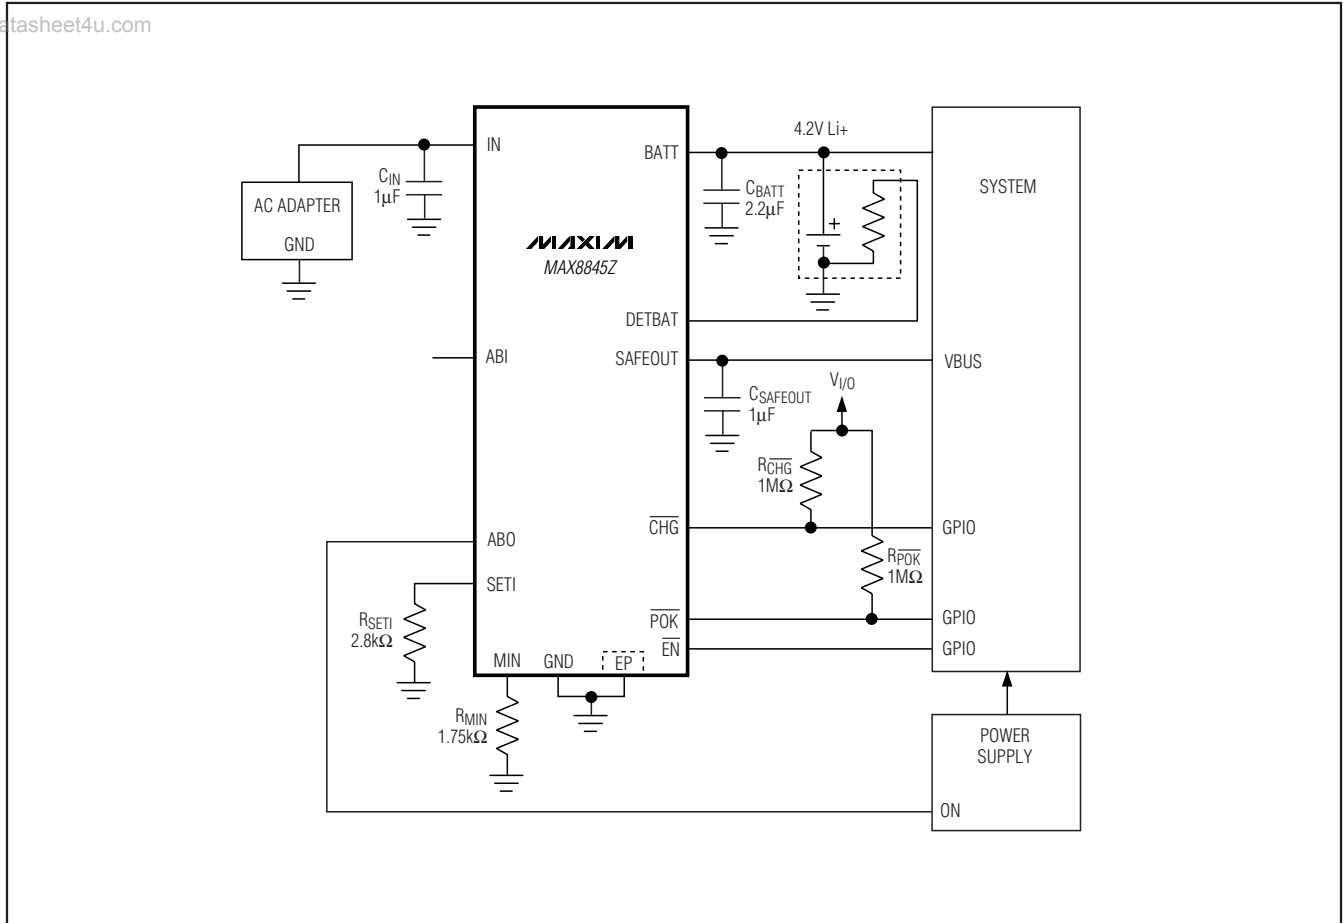 atasheet4u.com
4.2V Li+
IN
BATT
CIN
1µF
CBATT
2.2µF
SYSTEM
AC ADAPTER
GND
MAXIM
MAX8845Z
+
DETBAT
ABI
SAFEOUT
VBUS
VI/O
CSAFEOUT
1µF
RCHG
1MΩ
ABO
CHG
GPIO
RPOK
1MΩ
SETI
RSETI
2.8kΩ
POK
GPIO
EN
GPIO
MIN
GND
EP
RMIN
1.75kΩ
POWER
SUPPLY
ON